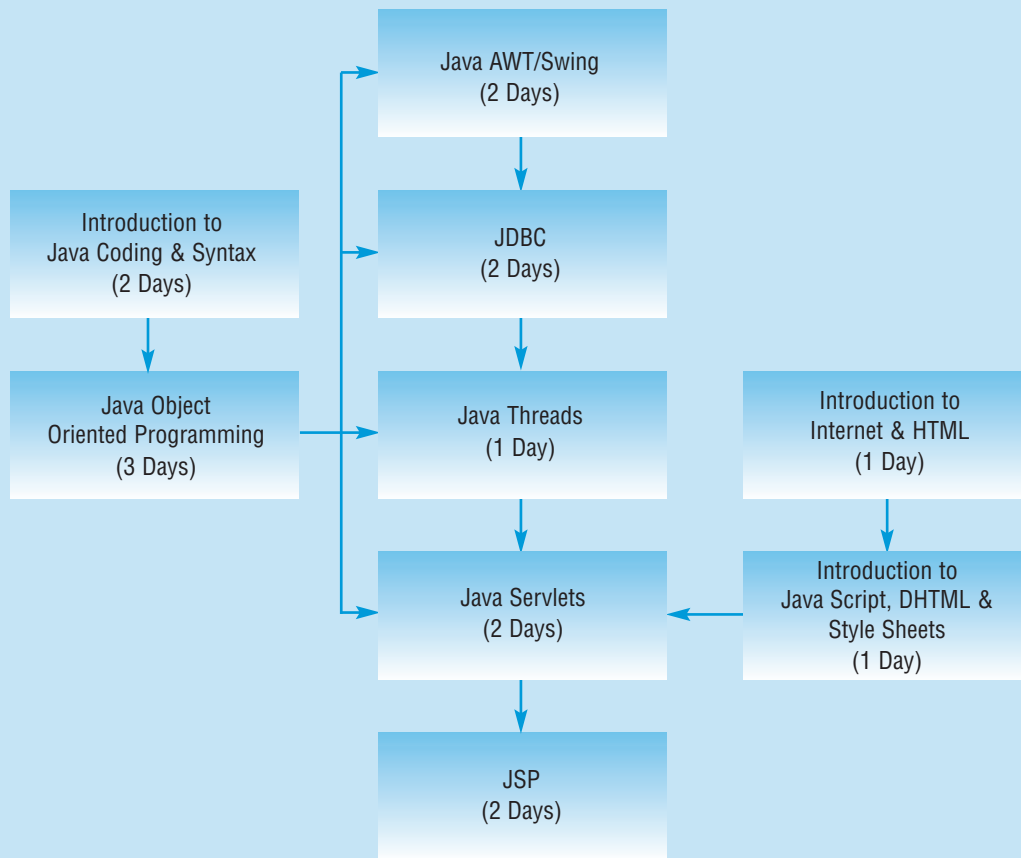 Java AWT/Swing
(2 Days)
Introduction to
Java Coding & Syntax
(2 Days)
JDBC
(2 Days)
Java Object
Oriented Programming
(3 Days)
Java Threads
(1 Day)
Introduction to
Internet & HTML
(1 Day)
Java Servlets
(2 Days)
Introduction to
Java Script, DHTML &
Style Sheets
(1 Day)
JSP
(2 Days)